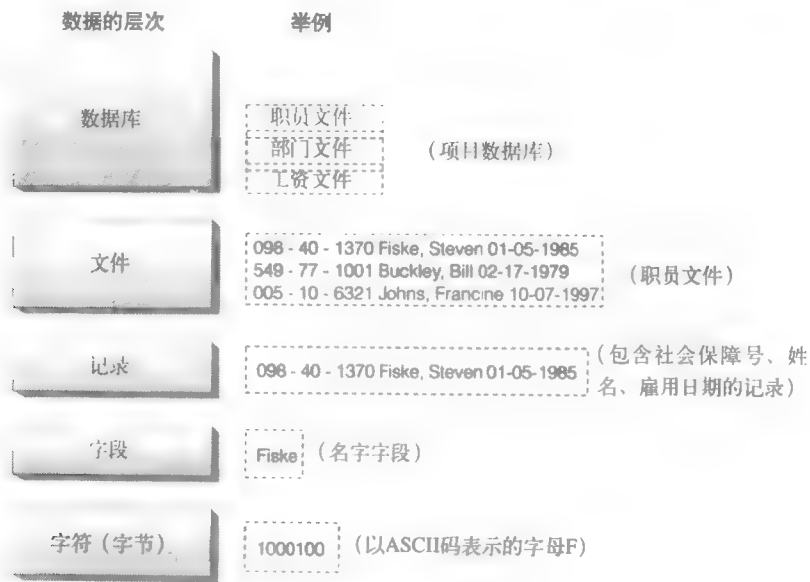 数据的层次 举例
数据库
职员文件
部门文件 (项目数据库)
工资文件
文件
098 - 40 - 1370 Fiske, Steven 01-05-1985
549 - 77 - 1001 Buckley, Bill 02-17-1979 (职员文件)
005 - 10 - 6321 Johns, Francine 10-07-1997
记录
098 - 40 - 1370 Fiske, Steven 01-05-1985 (包含社会保障号、姓
名、雇用日期的记录)
字段 Fiske (名字字段)
字符(字节) 1000100 (以ASCII码表示的字母F)